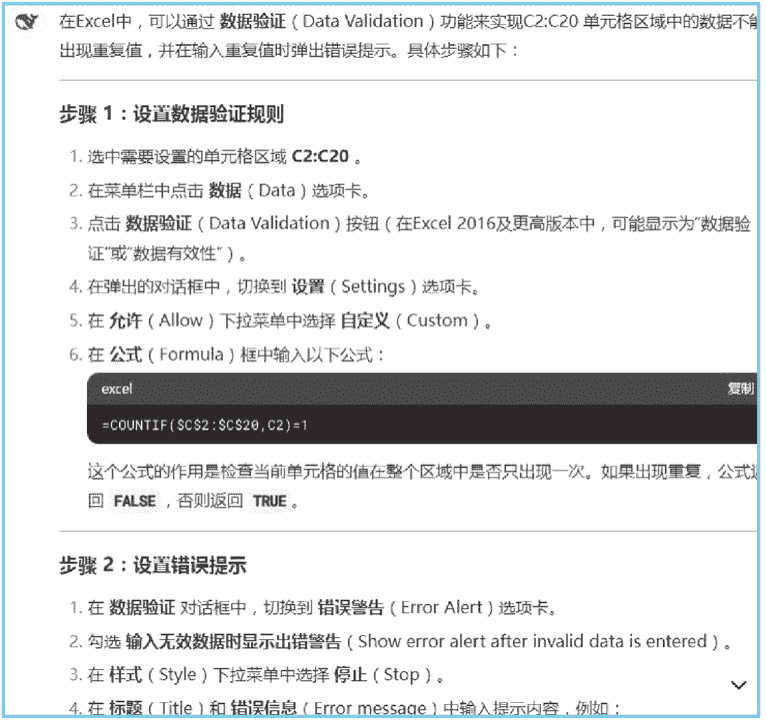 在Excel中，可以通过 数据验证（Data Validation）功能来实现C2:C20 单元格区域中的数据不能
出现重复值，并在输入重复值时弹出错误提示。具体步骤如下：
步骤 1：设置数据验证规则
1. 选中需要设置的单元格区域 C2:C20 。
2. 在菜单栏中点击 数据（Data）选项卡。
3. 点击 数据验证（Data Validation）按钮（在Excel 2016及更高版本中，可能显示为“数据验
证”或“数据有效性”）。
4. 在弹出的对话框中，切换到 设置（Settings）选项卡。
5. 在 允许（Allow）下拉菜单中选择 自定义（Custom）。
6. 在 公式（Formula）框中输入以下公式：
excel 复制
=COUNTIF($C$2:$C$20,C2)=1
这个公式的作用是检查当前单元格的值在整个区域中是否只出现一次。如果出现重复，公式返
回 FALSE ，否则返回 TRUE 。
步骤 2：设置错误提示
1. 在 数据验证 对话框中，切换到 错误警告（Error Alert）选项卡。
2. 勾选 输入无效数据时显示出错警告（Show error alert after invalid data is entered）。
3. 在 样式（Style）下拉菜单中选择 停止（Stop）。
4. 在 标题（Title）和 错误信息（Error message）中输入提示内容，例如：